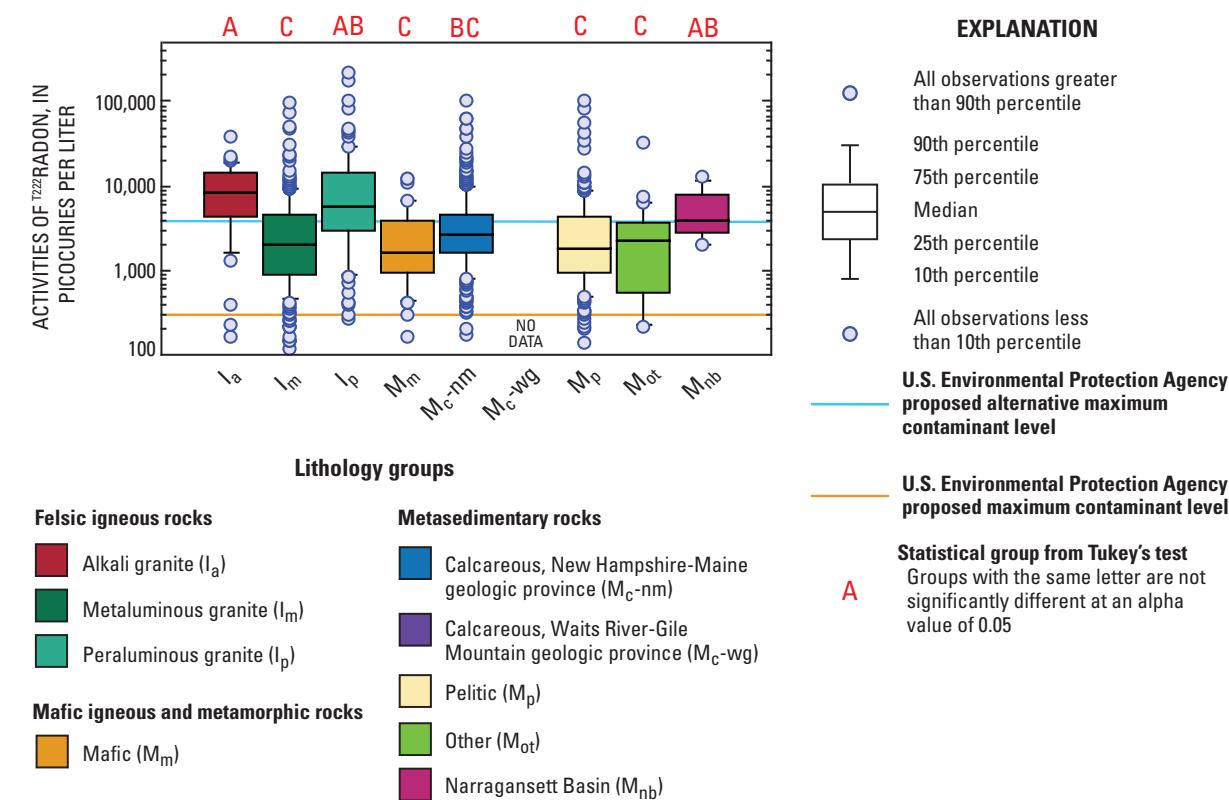 A C AB C BC C C AB
ACTIVITIES OF T222RADON, IN
PICOCURIES PER LITER
100,000
10,000
1,000
100
NO
DATA
Ia Im Ip Mm Mc-nm Mc-wg Mp Mot Mnb
EXPLANATION
All observations greater
than 90th percentile
90th percentile
75th percentile
Median
25th percentile
10th percentile
All observations less
than 10th percentile
U.S. Environmental Protection Agency
proposed alternative maximum
contaminant level
U.S. Environmental Protection Agency
proposed maximum contaminant level
Statistical group from Tukey's test
A
Groups with the same letter are not
significantly different at an alpha
value of 0.05
Lithology groups
Felsic igneous rocks
Alkali granite (Ia)
Metaluminous granite (Im)
Peraluminous granite (Ip)
Mafic igneous and metamorphic rocks
Mafic (Mm)
Metasedimentary rocks
Calcareous, New Hampshire-Maine
geologic province (Mc-nm)
Calcareous, Waits River-Gile
Mountain geologic province (Mc-wg)
Pelitic (Mp)
Other (Mot)
Narragansett Basin (Mnb)